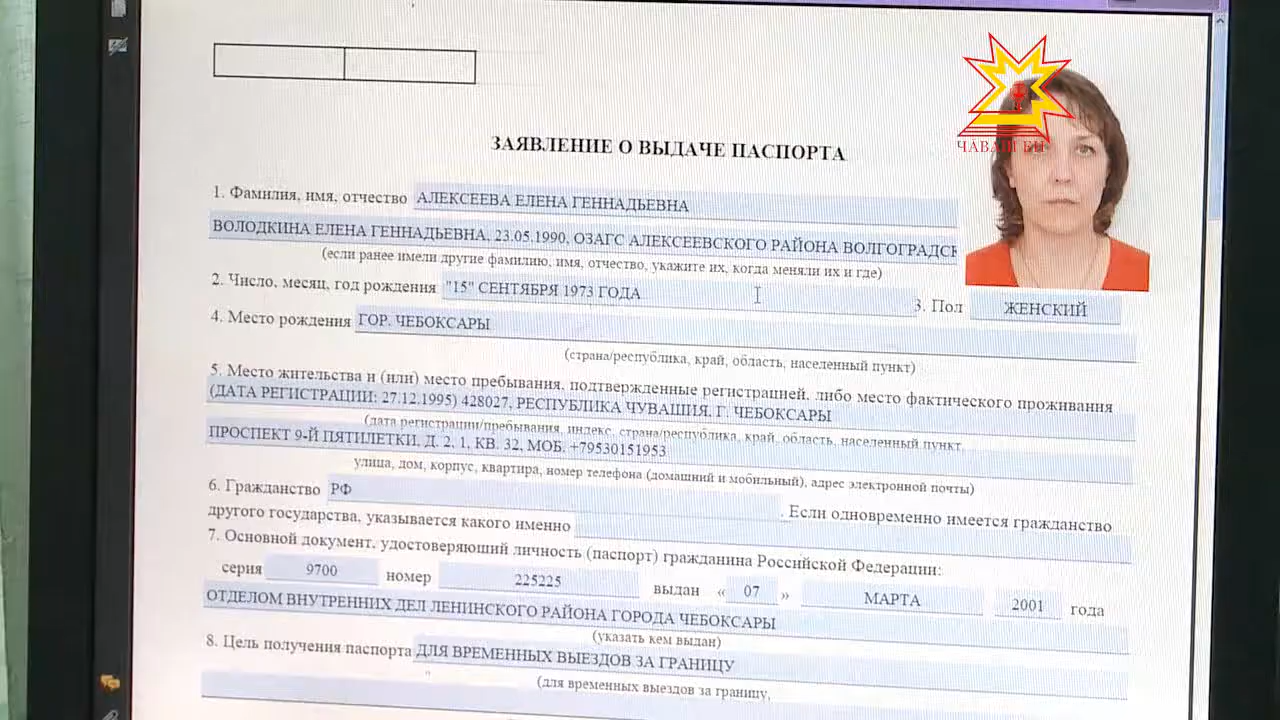 ЧӐВАШ ЕН
ЗАЯВЛЕНИЕ О ВЫДАЧЕ ПАСПОРТА
1. Фамилия, имя, отчество АЛЕКСЕЕВА ЕЛЕНА ГЕННАДЬЕВНА
ВОЛОДКИНА ЕЛЕНА ГЕННАДЬЕВНА, 23.05.1990, ОЗАГС АЛЕКСЕЕВСКОГО РАЙОНА ВОЛГОГРАДСК
(если ранее имели другие фамилию, имя, отчество, укажите их, когда меняли их и где)
2. Число, месяц, год рождения "15" СЕНТЯБРЯ 1973 ГОДА 3. Пол ЖЕНСКИЙ
4. Место рождения ГОР. ЧЕБОКСАРЫ
(страна/республика, край, область, населенный пункт)
5. Место жительства и (или) место пребывания, подтвержденные регистрацией, либо место фактического проживания
(ДАТА РЕГИСТРАЦИИ: 27.12.1995) 428027, РЕСПУБЛИКА ЧУВАШИЯ, Г. ЧЕБОКСАРЫ
(дата регистрации/пребывания, индекс, страна/республика, край, область, населенный пункт,
ПРОСПЕКТ 9-Й ПЯТИЛЕТКИ, Д. 2, 1, КВ. 32, МОБ. +79530151953
улица, дом, корпус, квартира, номер телефона (домашний и мобильный), адрес электронной почты)
6. Гражданство РФ . Если одновременно имеется гражданство
другого государства, указывается какого именно
7. Основной документ, удостоверяющий личность (паспорт) гражданина Российской Федерации:
серия 9700 номер 225225 выдан « 07 » МАРТА 2001 года
ОТДЕЛОМ ВНУТРЕННИХ ДЕЛ ЛЕНИНСКОГО РАЙОНА ГОРОДА ЧЕБОКСАРЫ
(указать кем выдан)
8. Цель получения паспорта ДЛЯ ВРЕМЕННЫХ ВЫЕЗДОВ ЗА ГРАНИЦУ
(для временных выездов за границу,